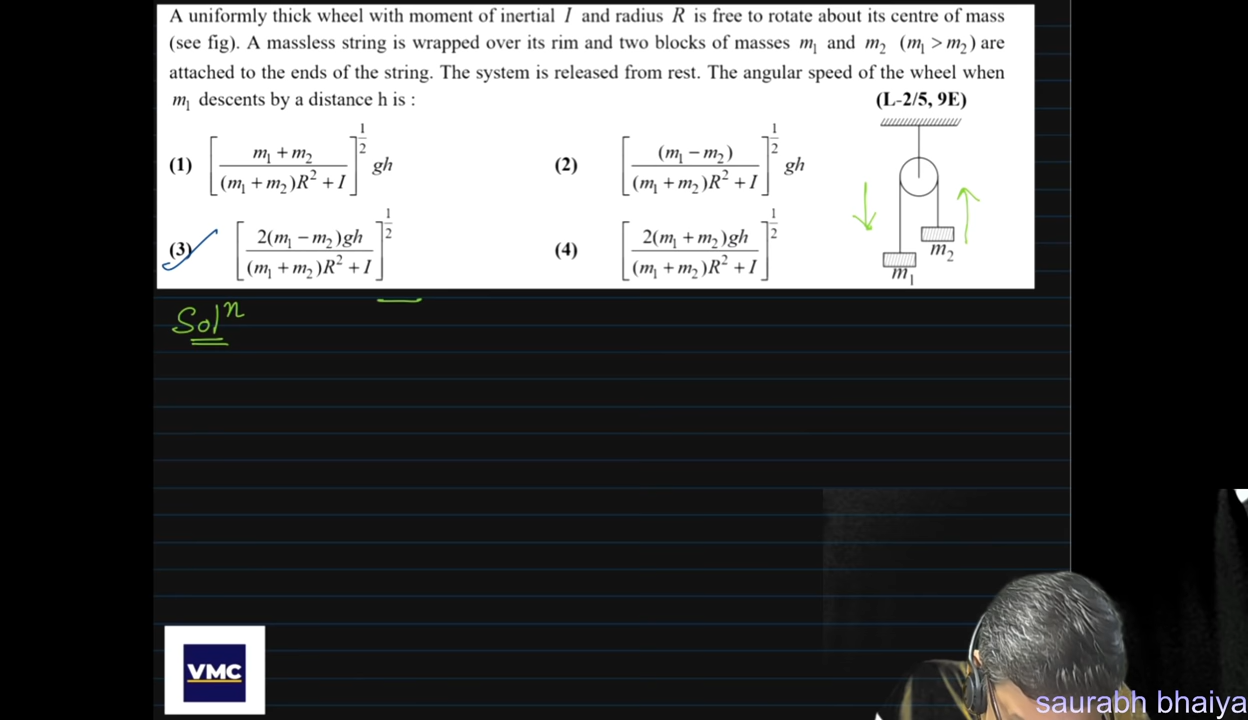 A uniformly thick wheel with moment of inertial I and radius R is free to rotate about its centre of mass
(see fig). A massless string is wrapped over its rim and two blocks of masses m₁ and m₂ (m₁ > m₂) are
attached to the ends of the string. The system is released from rest. The angular speed of the wheel when
m₁ descents by a distance h is : (L-2/5, 9E)
(1) [(m₁ + m₂)/((m₁ + m₂)R² + I)]^(1/2) gh (2) [(m₁ − m₂)/((m₁ + m₂)R² + I)]^(1/2) gh
(3) [2(m₁ − m₂)gh/((m₁ + m₂)R² + I)]^(1/2) (4) [2(m₁ + m₂)gh/((m₁ + m₂)R² + I)]^(1/2)
m₂
m₁
Solⁿ
VMC
saurabh bhaiya